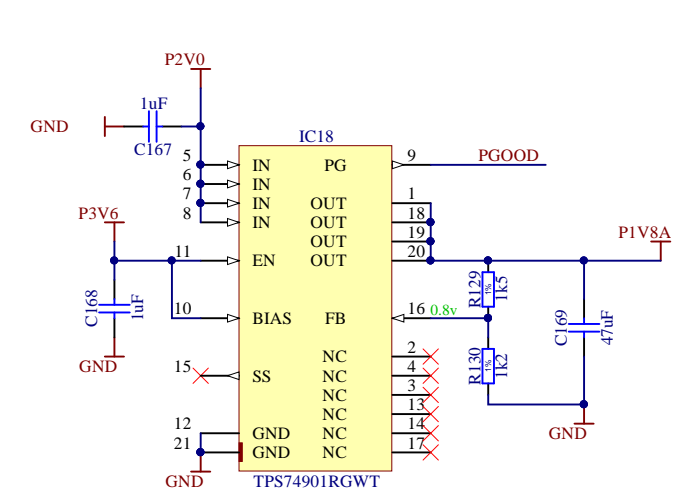 P2V0
1uF
GND
C167
IC18
5 IN PG 9 PGOOD
6 IN
7 IN OUT 1
8 IN OUT 18
OUT 19
P3V6
11 EN OUT 20
P1V8A
R129
1%
1k5
C168
1uF
10 BIAS FB 16 0.8v
C169
47uF
GND
R130
1%
1k2
15 SS
NC 2
NC 4
NC 3
NC 13
12 GND NC 14
21 GND NC 17
GND
GND
TPS74901RGWT